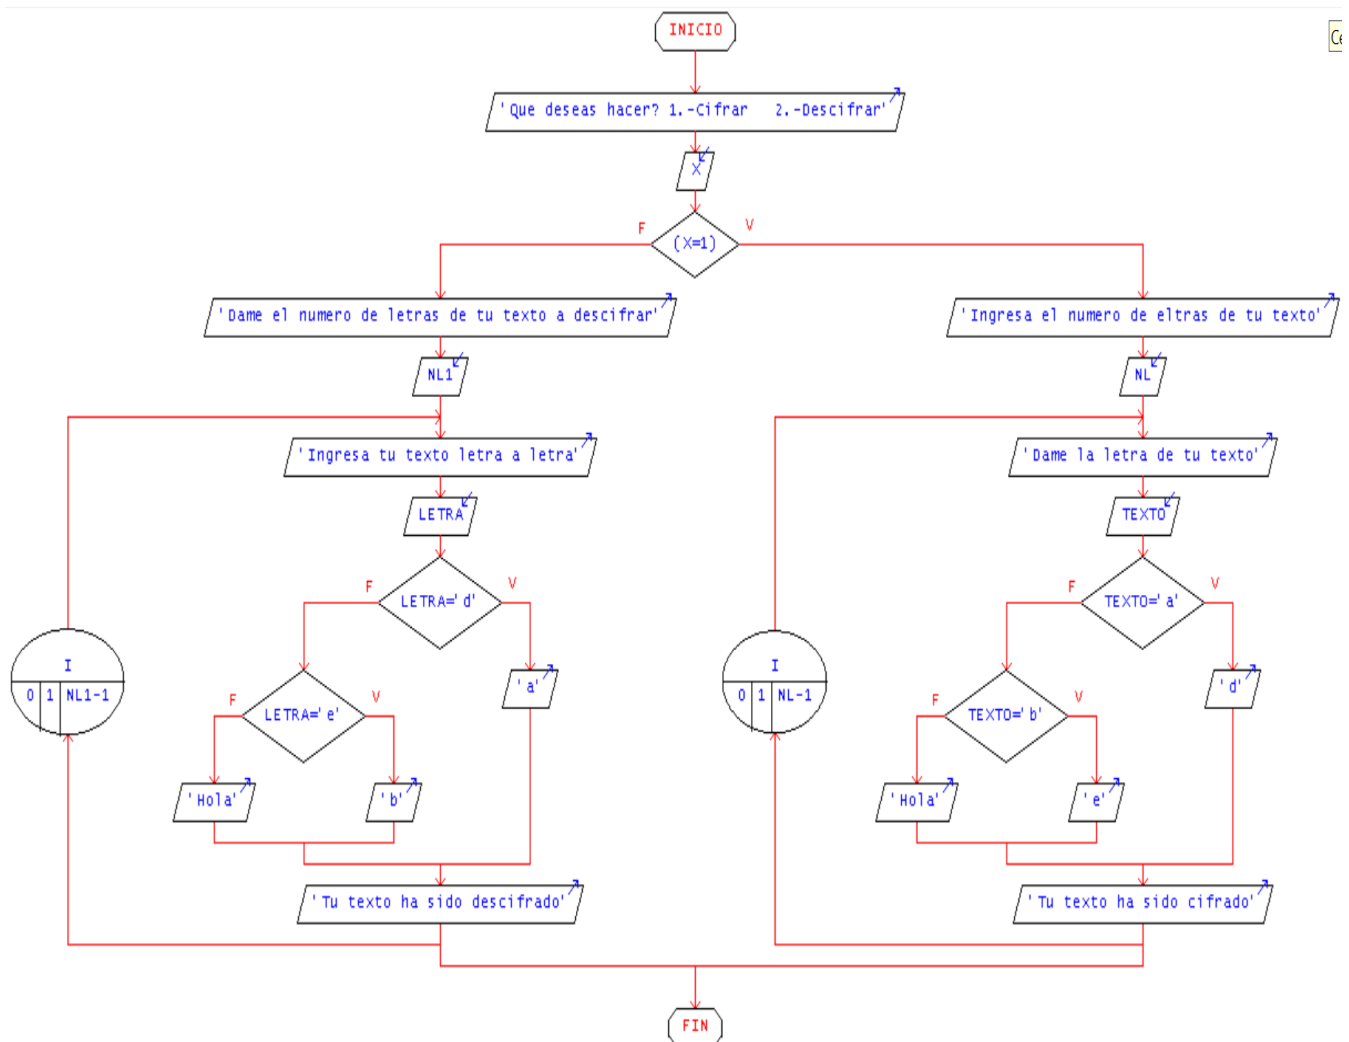 INICIO
Ce
'Que deseas hacer? 1.-Cifrar 2.-Descifrar'
X
F
V
(X=1)
'Dame el numero de letras de tu texto a descifrar'
'Ingresa el numero de eltras de tu texto'
NL1
NL
'Ingresa tu texto letra a letra'
'Dame la letra de tu texto'
LETRA
TEXTO
F
V
F
V
LETRA='d'
TEXTO='a'
I
0 1 NL1-1
'a'
I
0 1 NL-1
'd'
F
V
F
V
LETRA='e'
TEXTO='b'
'Hola'
'b'
'Hola'
'e'
'Tu texto ha sido descifrado'
'Tu texto ha sido cifrado'
FIN